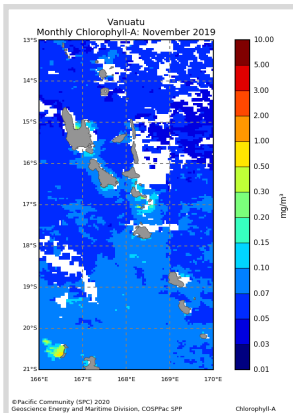 Vanuatu
Monthly Chlorophyll-A: November 2019
13°S
14°S
15°S
16°S
17°S
18°S
19°S
20°S
21°S
166°E 167°E 168°E 169°E 170°E
10.00
5.00
3.00
2.00
1.00
0.50
0.30
0.20
0.15
0.10
0.07
0.05
0.03
0.01
mg/m³
©Pacific Community (SPC) 2020
Geoscience Energy and Maritime Division, COSPPac SPP
Chlorophyll-A